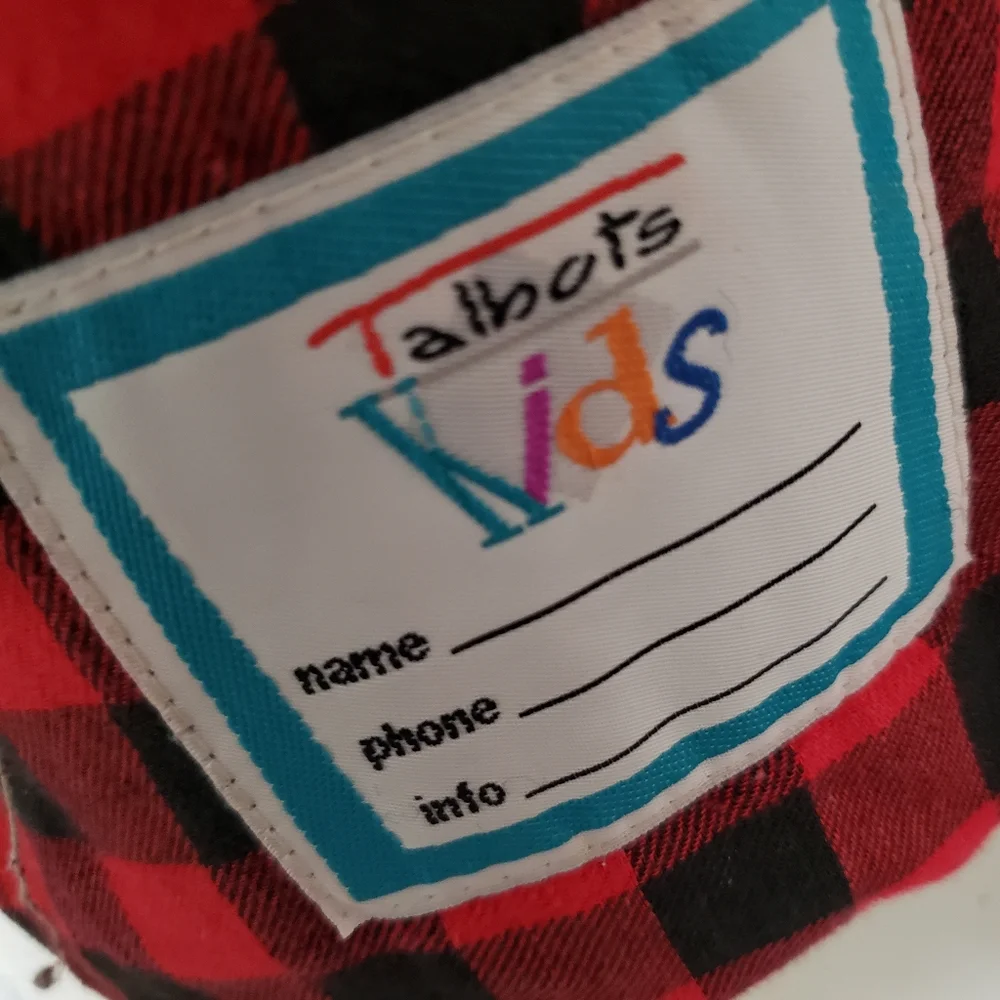 Talbots
Kids
name
phone
info